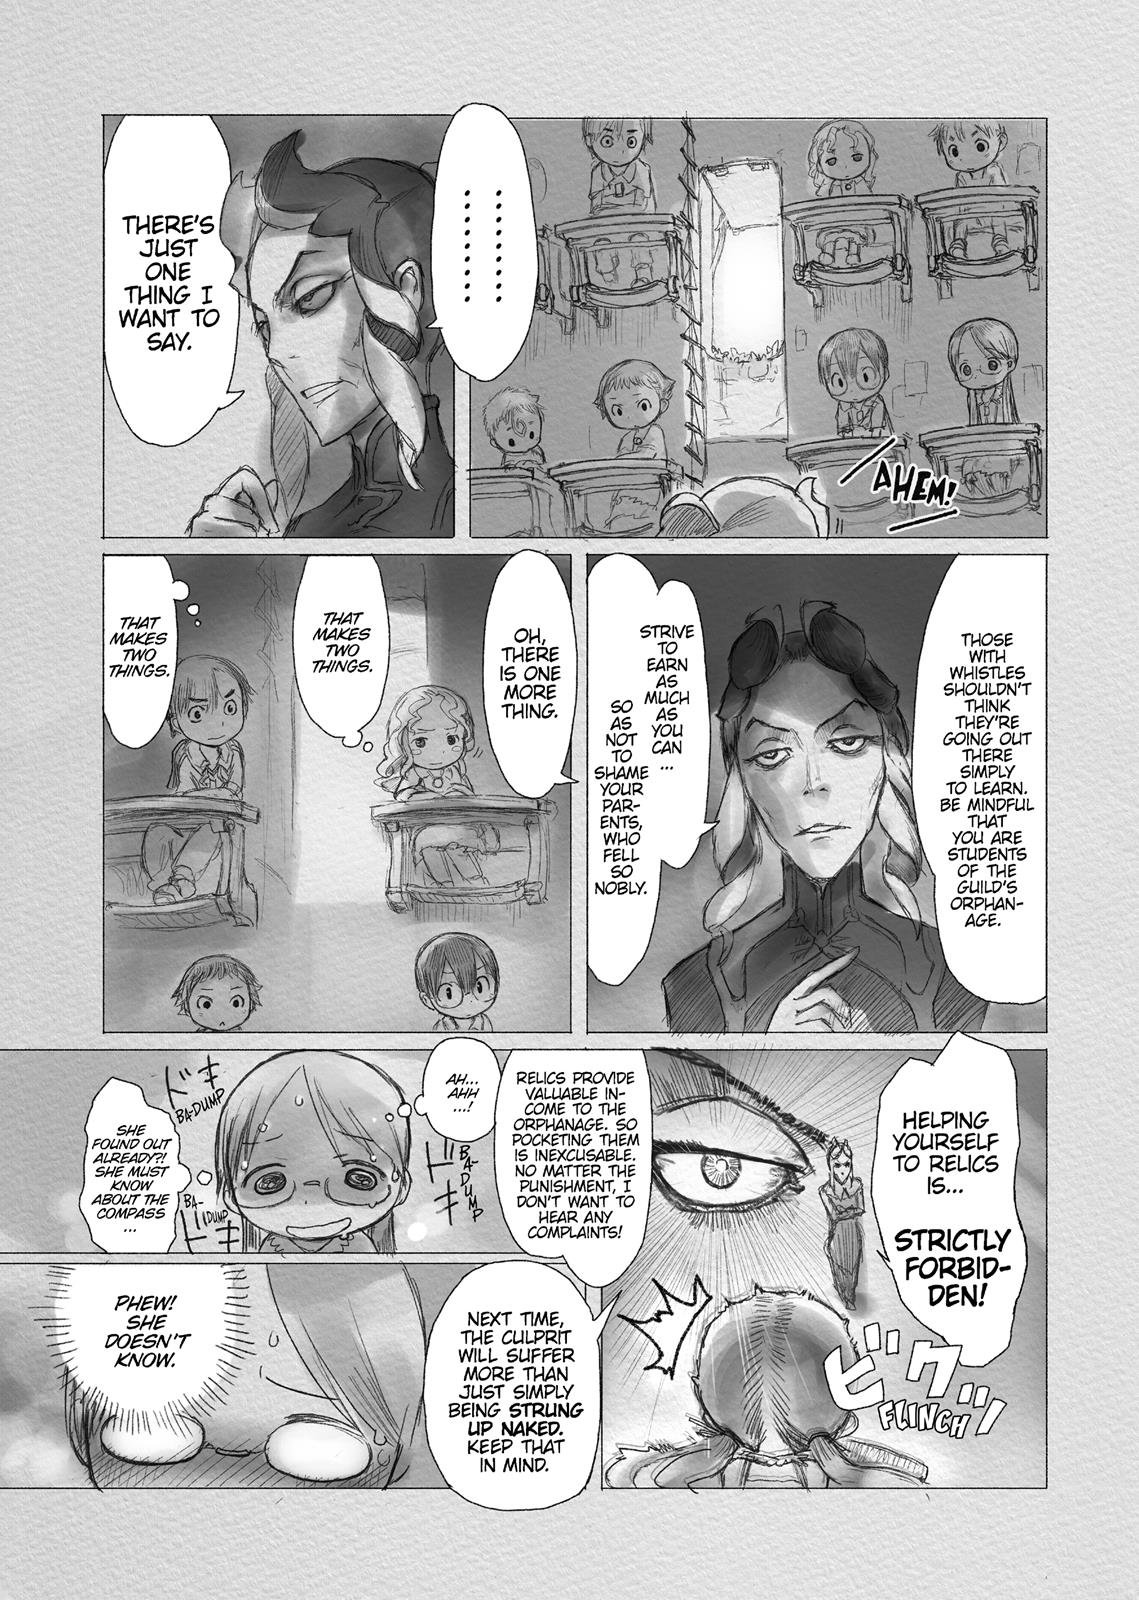 AHEM!
. . . . . . . . .
. . . . . . . . .
THERE'S
JUST
ONE
THING I
WANT TO
SAY.
THOSE
WITH
WHISTLES
SHOULDN'T
THINK
THEY'RE
GOING OUT
THERE
SIMPLY
TO LEARN.
BE MINDFUL
THAT
YOU ARE
STUDENTS
OF THE
GUILD'S
ORPHAN-
AGE.
STRIVE
TO
EARN
AS
MUCH
AS YOU
CAN
...
SO
AS
NOT
TO
SHAME
YOUR
PAR-
ENTS,
WHO
FELL
SO
NOBLY.
OH,
THERE
IS ONE
MORE
THING.
THAT
MAKES
TWO
THINGS.
THAT
MAKES
TWO
THINGS.
HELPING
YOURSELF
TO RELICS
IS...
STRICTLY
FORBID-
DEN!
ビクッ
FLINCH
RELICS PROVIDE
VALUABLE IN-
COME TO THE
ORPHANAGE. SO
POCKETING THEM
IS INEXCUSABLE.
NO MATTER THE
PUNISHMENT, I
DON'T WANT TO
HEAR ANY
COMPLAINTS!
AH...
AHH
...!
ドキ
BA-DUMP
ドキ
BA-
DUMP
ドキ
BA-
DUMP
SHE
FOUND OUT
ALREADY?!
SHE MUST
KNOW
ABOUT THE
COMPASS
...
NEXT TIME,
THE CULPRIT
WILL SUFFER
MORE THAN
JUST SIMPLY
BEING STRUNG
UP NAKED.
KEEP THAT
IN MIND.
PHEW!
SHE
DOESN'T
KNOW.